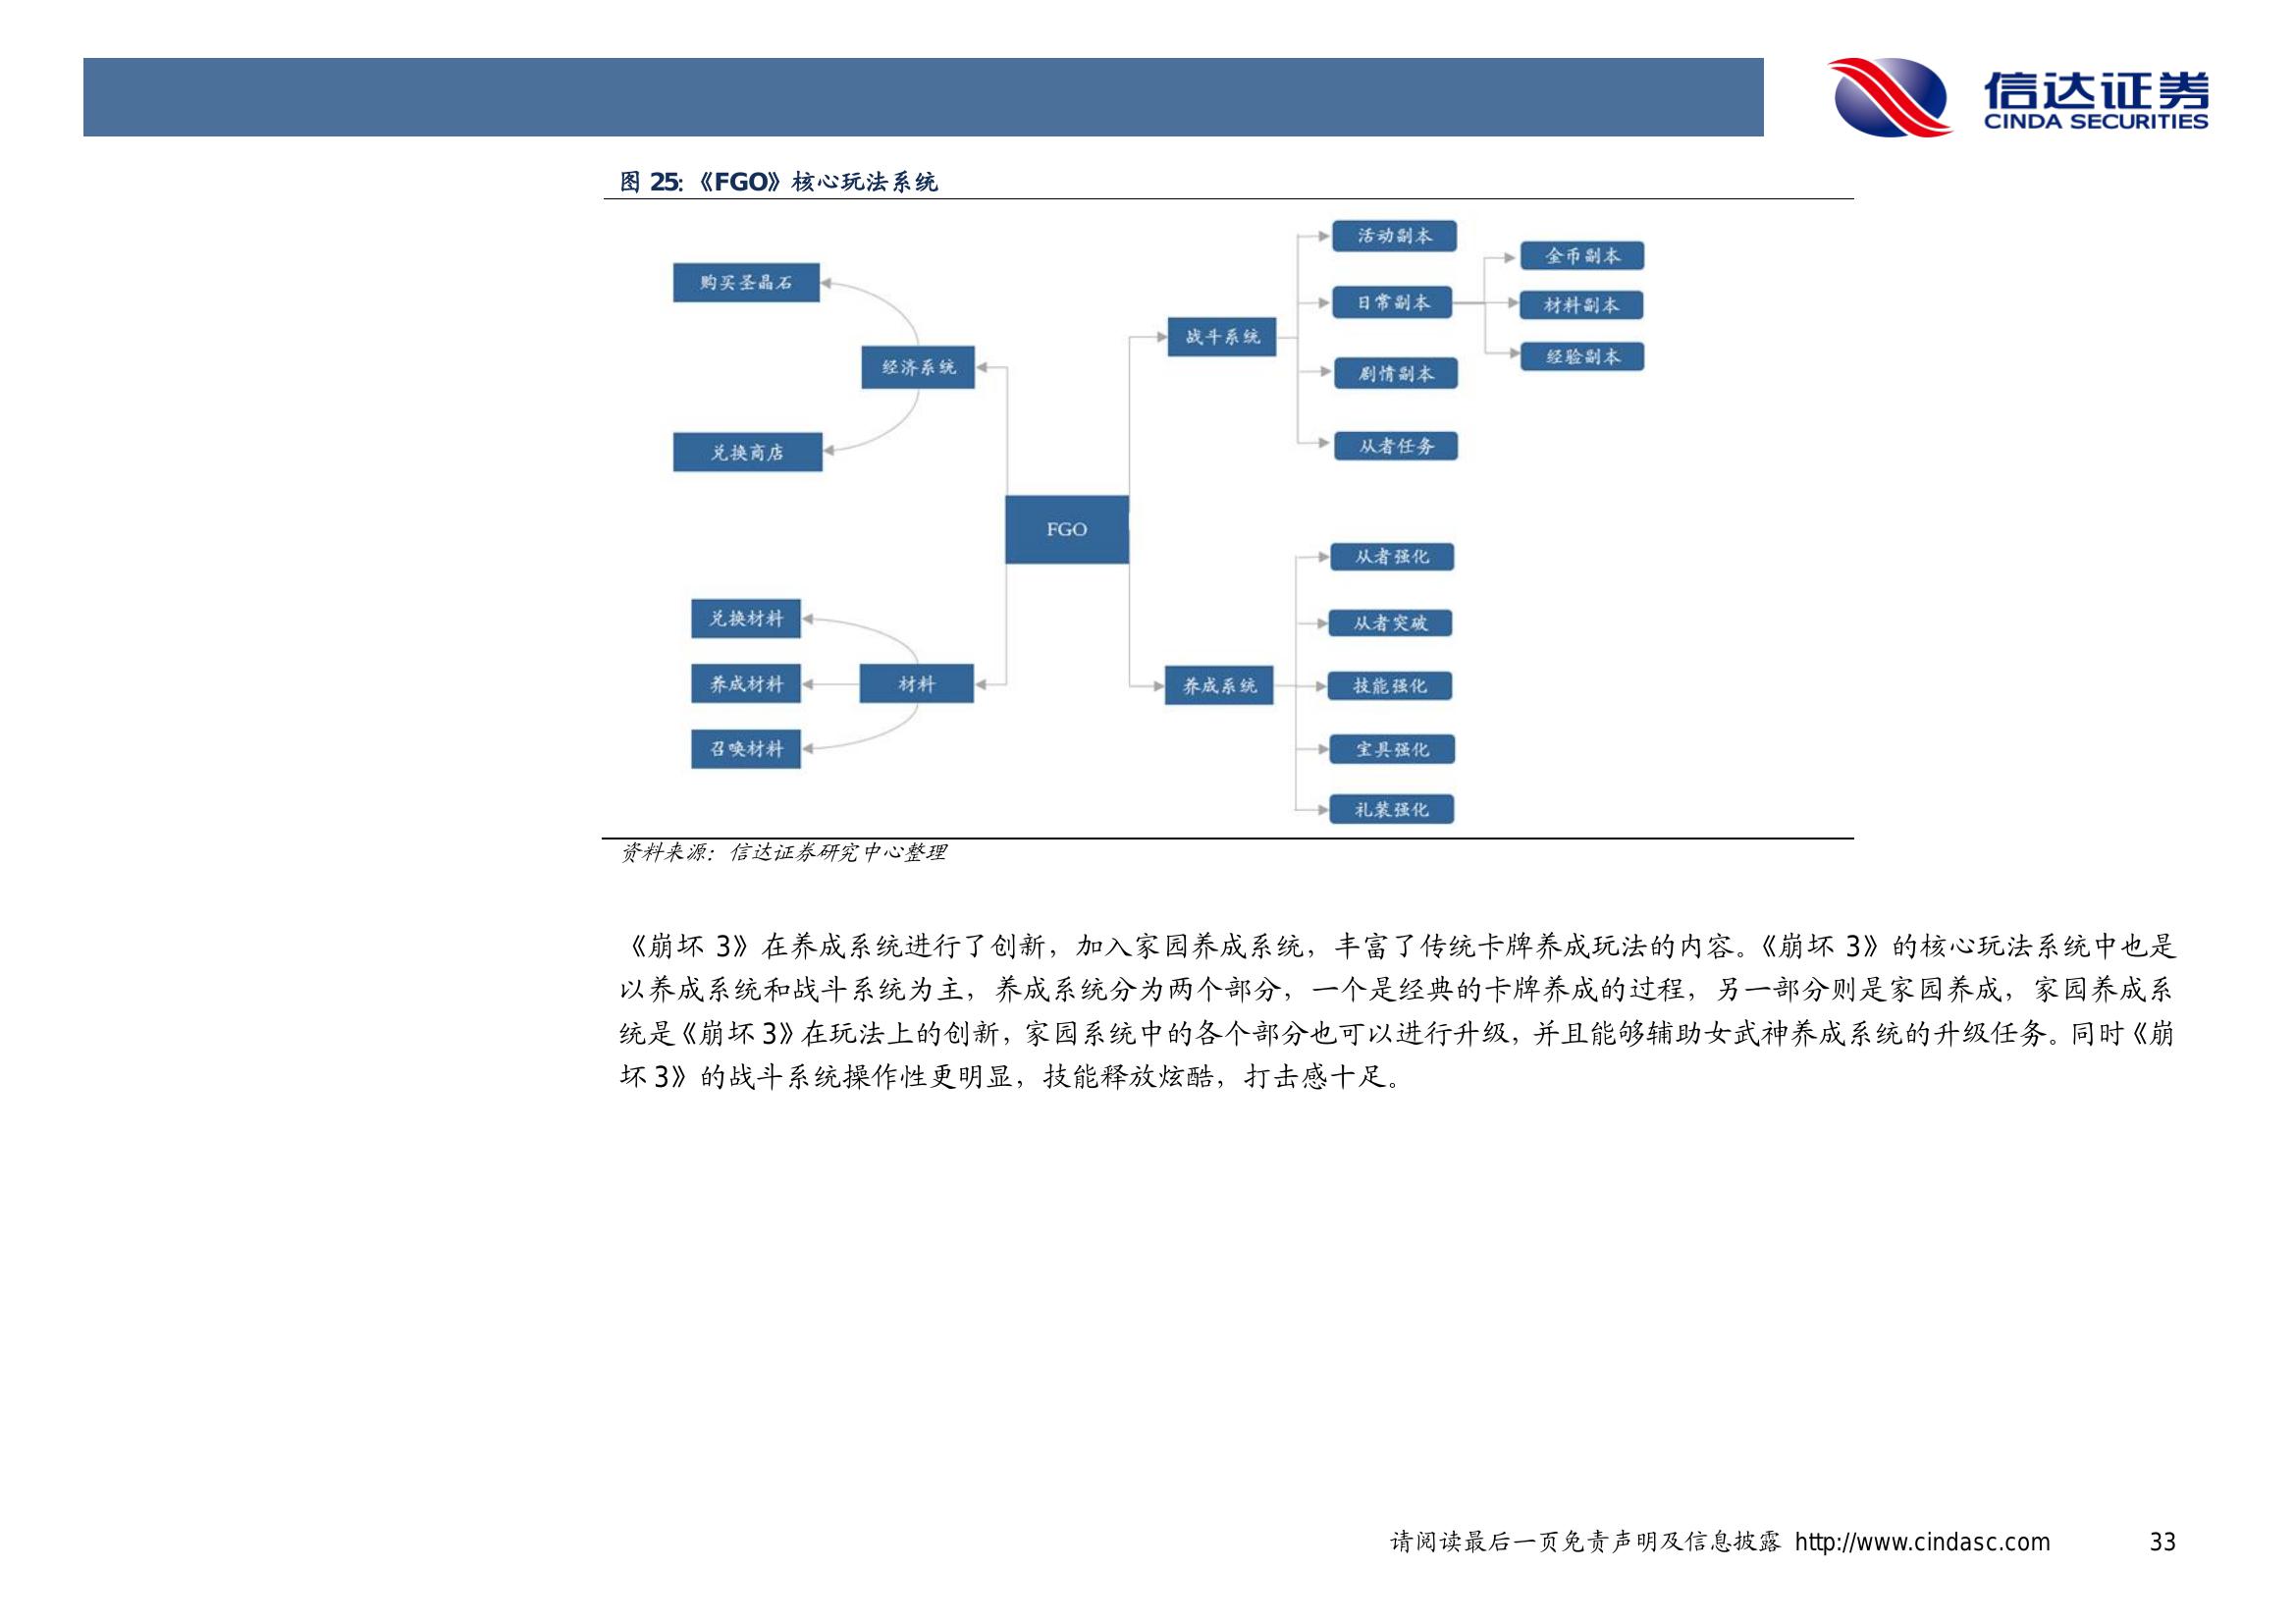 信达证券
CINDA SECURITIES
图 25:《FGO》核心玩法系统
购买圣晶石
经济系统
兑换商店
FGO
兑换材料
养成材料
材料
召唤材料
战斗系统
活动副本
日常副本
剧情副本
从者任务
金币副本
材料副本
经验副本
养成系统
从者强化
从者突破
技能强化
宝具强化
礼装强化
资料来源：信达证券研究中心整理
《崩坏 3》在养成系统进行了创新，加入家园养成系统，丰富了传统卡牌养成玩法的内容。《崩坏 3》的核心玩法系统中也是
以养成系统和战斗系统为主，养成系统分为两个部分，一个是经典的卡牌养成的过程，另一部分则是家园养成，家园养成系
统是《崩坏 3》在玩法上的创新，家园系统中的各个部分也可以进行升级，并且能够辅助女武神养成系统的升级任务。同时《崩
坏 3》的战斗系统操作性更明显，技能释放炫酷，打击感十足。
请阅读最后一页免责声明及信息披露 http://www.cindasc.com 33